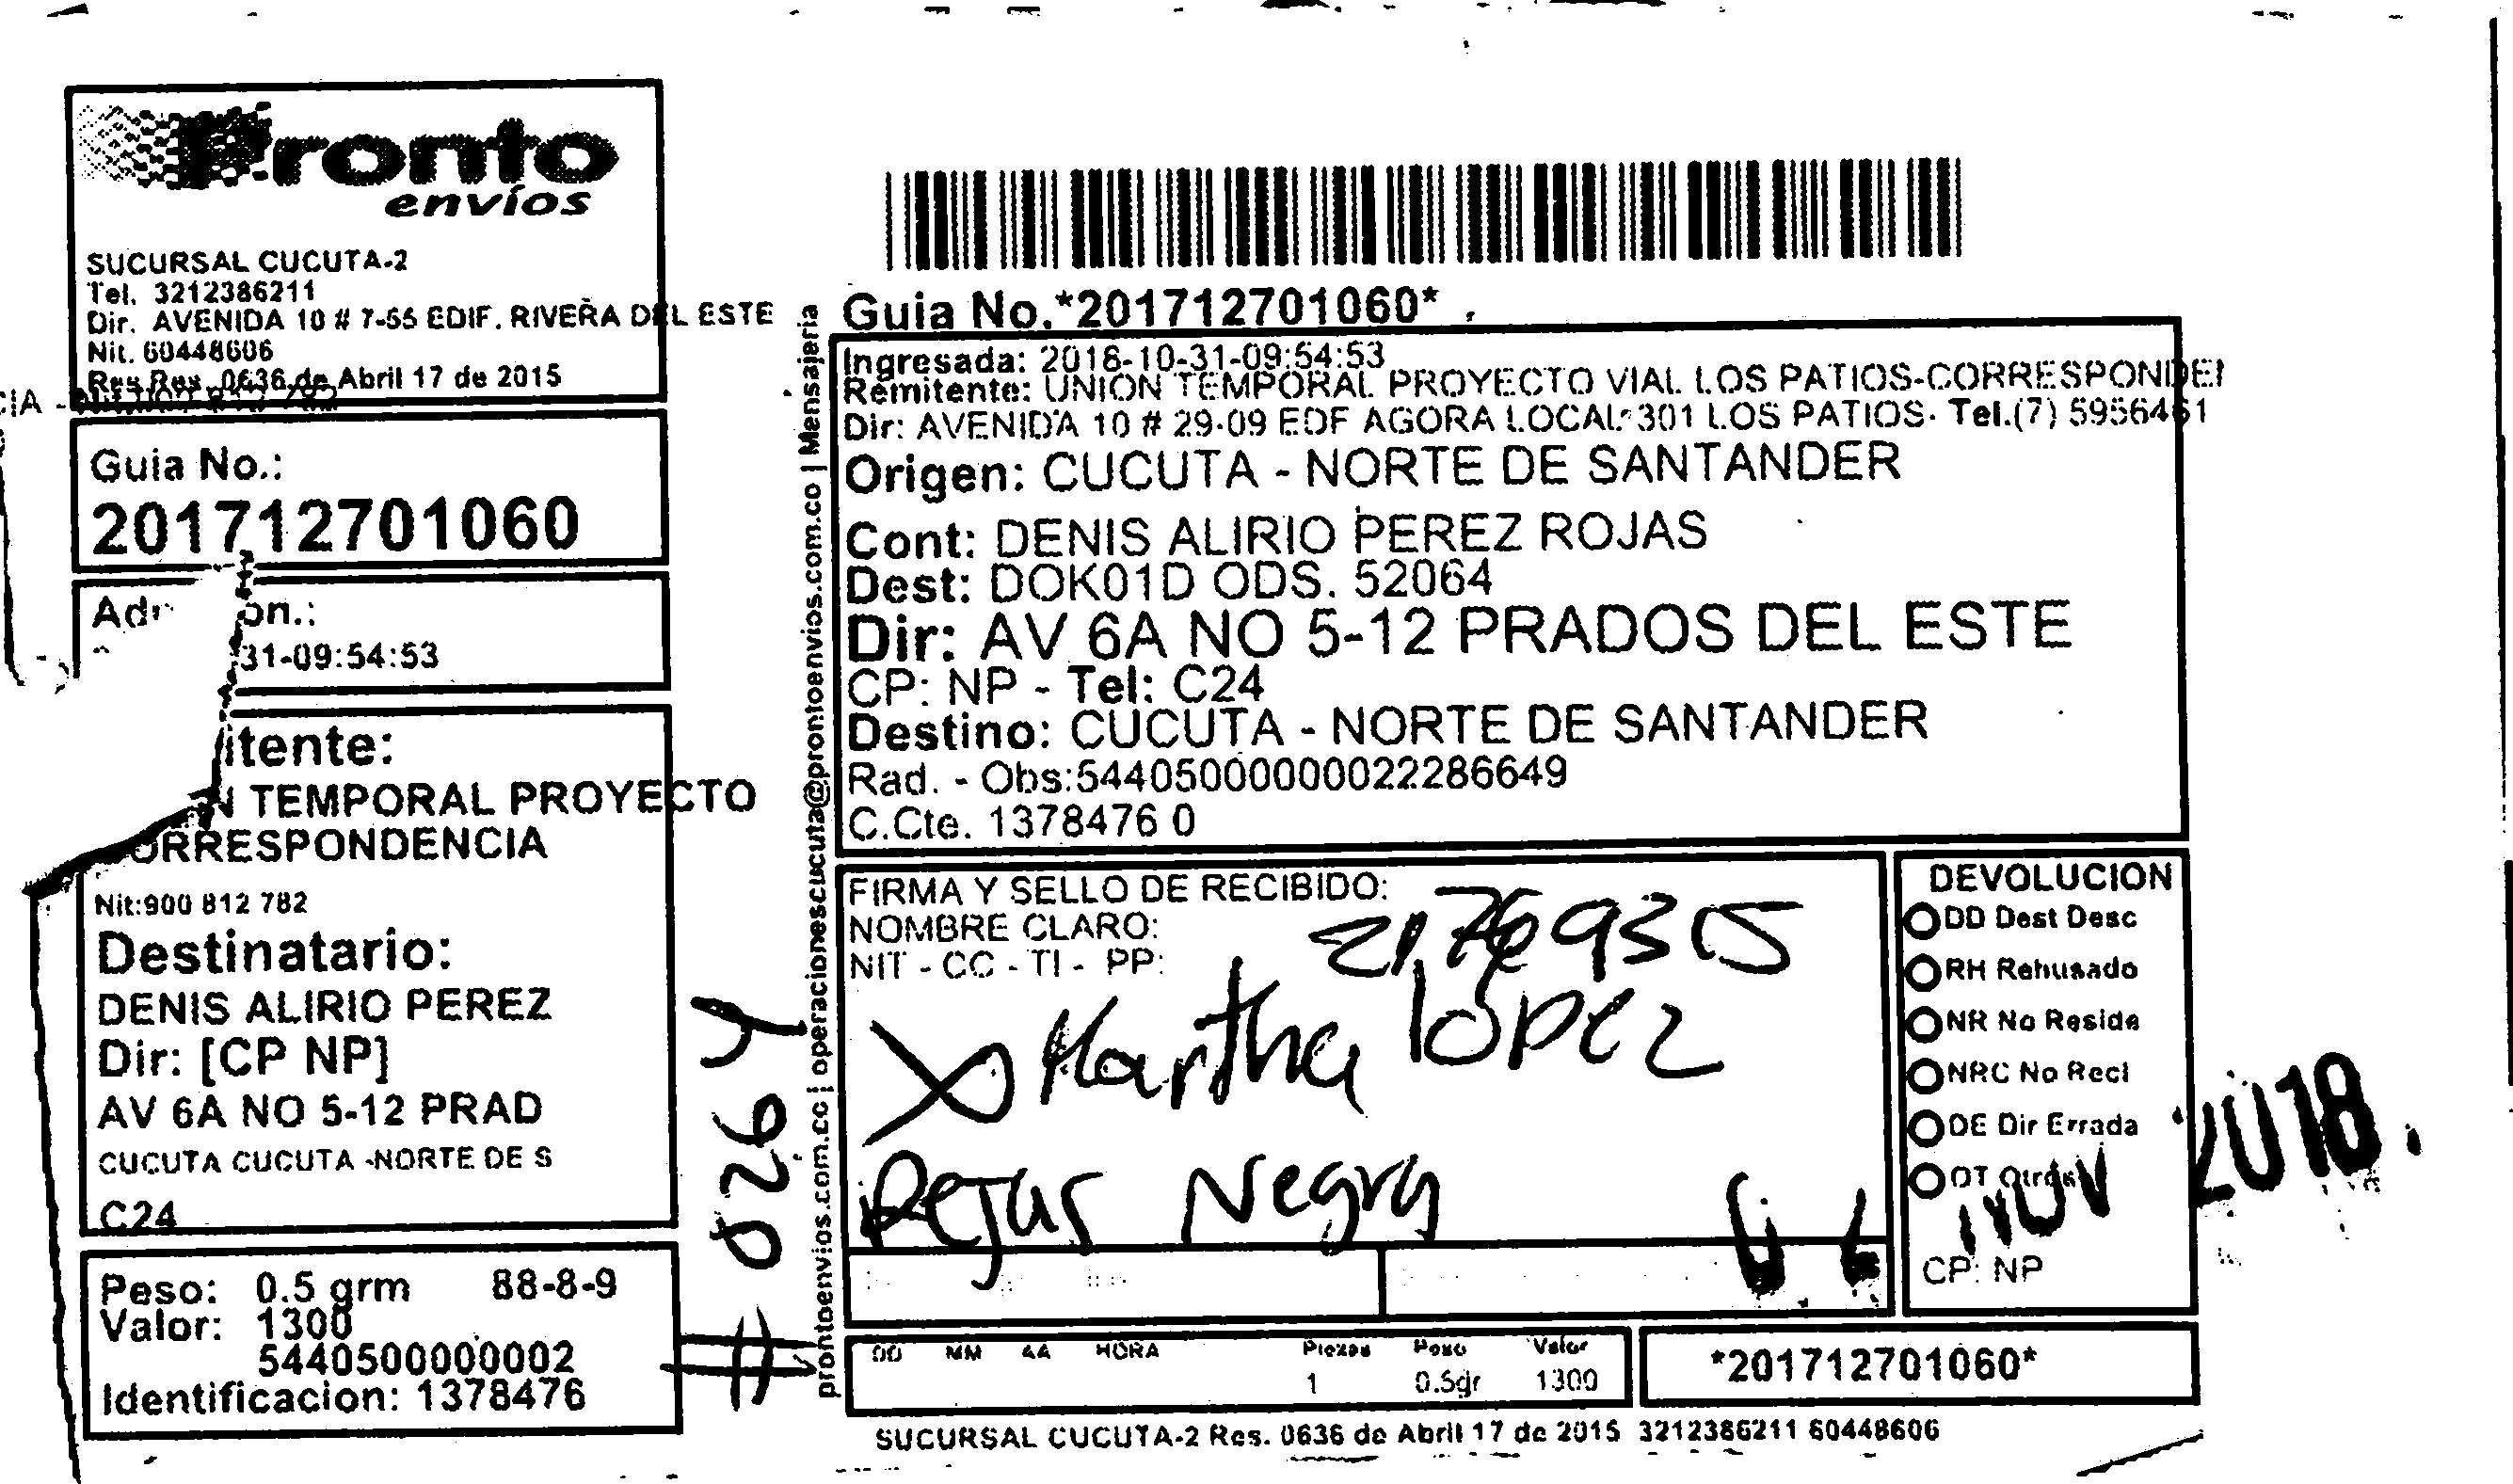 Pronto
envíos
SUCURSAL CUCUTA-2
Tel. 3212386211
Dir. AVENIDA 10 # 7-55 EDIF. RIVERA DEL ESTE
Nit. 60448606
Res Res. 0636 de Abril 17 de 2015
CIA -
Guia No.:
201712701060
on.:
31-09:54:53
itente:
N TEMPORAL PROYECTO
ORRESPONDENCIA
Nit:900 812 782
Destinatario:
DENIS ALIRIO PEREZ
Dir: [CP NP]
AV 6A NO 5-12 PRAD
CUCUTA CUCUTA -NORTE DE S
C24
Peso: 0.5 grm 88-8-9
Valor: 1300
5440500000002
Identificacion: 1378476
prontoenvios.com.co | operacionescucuta@prontoenvios.com.co | Mensajeria
Guia No.*201712701060*
Ingresada: 2018-10-31-09:54:53
Remitente: UNION TEMPORAL PROYECTO VIAL LOS PATIOS-CORRESPONDEN
Dir: AVENIDA 10 # 29-09 EDF AGORA LOCAL 301 LOS PATIOS- Tel.(7) 5956461
Origen: CUCUTA - NORTE DE SANTANDER
Cont: DENIS ALIRIO PEREZ ROJAS
Dest: DOK01D ODS. 52064
Dir: AV 6A NO 5-12 PRADOS DEL ESTE
CP: NP - Tel: C24
Destino: CUCUTA - NORTE DE SANTANDER
Rad. - Obs:544050000000022286649
C.Cte. 1378476 0
FIRMA Y SELLO DE RECIBIDO:
NOMBRE CLARO:
NIT - CC - TI - PP:
Martha lopez
Rejas Negra
DEVOLUCION
DD Dest Desc
RH Rehusado
NR No Reside
NRC No Reci
DE Dir Errada
OT Otros
NOV 2018
CP: NP
DD MM AA HORA Piezas Peso Valor
1 0.5gr 1300
*201712701060*
SUCURSAL CUCUTA-2 Res. 0636 de Abril 17 de 2015 3212386211 60448606